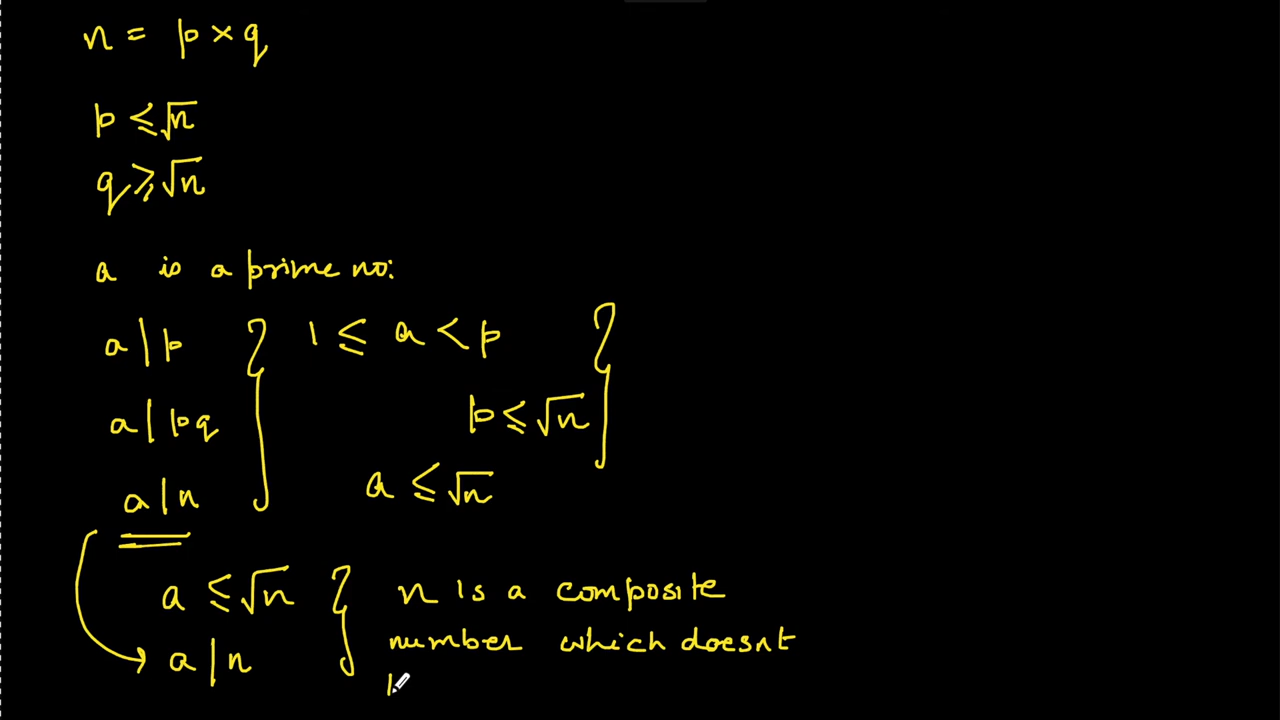 n = p × q
p ≤ √n
q ≥ √n
a is a prime no:
a | p } 1 ≤ a < p }
a | pq p ≤ √n
a | n a ≤ √n
a ≤ √n } n is a composite
a | n number which doesnt